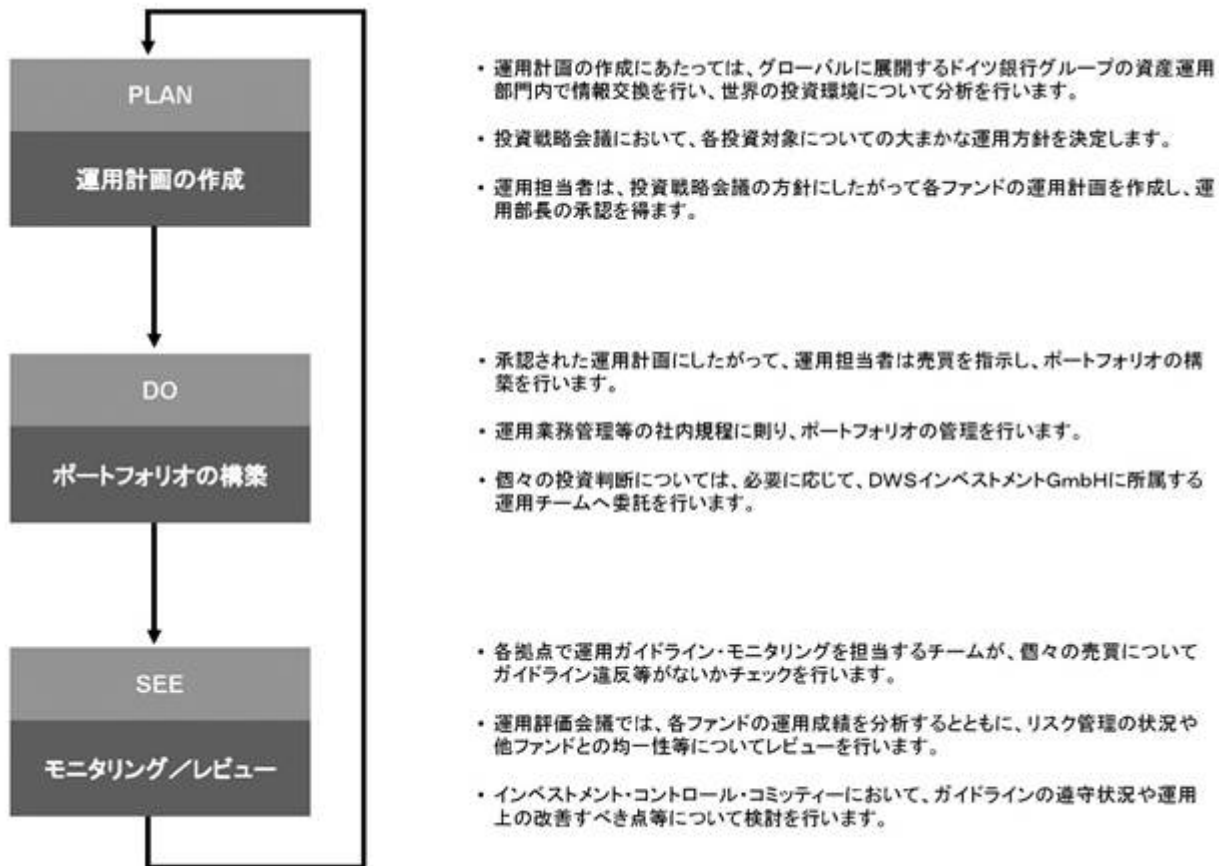 PLAN
運用計画の作成
・運用計画の作成にあたっては、グローバルに展開するドイツ銀行グループの資産運用
部門内で情報交換を行い、世界の投資環境について分析を行います。
・投資戦略会議において、各投資対象についての大まかな運用方針を決定します。
・運用担当者は、投資戦略会議の方針にしたがって各ファンドの運用計画を作成し、運
用部長の承認を得ます。
DO
ポートフォリオの構築
・承認された運用計画にしたがって、運用担当者は売買を指示し、ポートフォリオの構
築を行います。
・運用業務管理等の社内規程に則り、ポートフォリオの管理を行います。
・個々の投資判断については、必要に応じて、DWSインベストメントGmbHに所属する
運用チームへ委託を行います。
SEE
モニタリング／レビュー
・各拠点で運用ガイドライン・モニタリングを担当するチームが、個々の売買について
ガイドライン違反等がないかチェックを行います。
・運用評価会議では、各ファンドの運用成績を分析するとともに、リスク管理の状況や
他ファンドとの均一性等についてレビューを行います。
・インベストメント・コントロール・コミッティーにおいて、ガイドラインの遵守状況や運用
上の改善すべき点等について検討を行います。